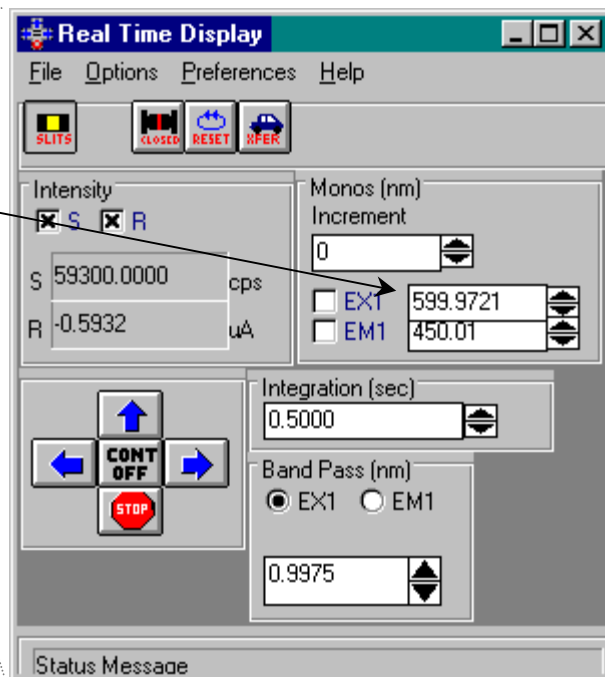 Real Time Display
File Options Preferences Help
SLITS CLOSED RESET XFER
Intensity
S R
S 59300.0000 cps
R -0.5932 uA
Monos (nm)
Increment
0
EX1 599.9721
EM1 450.01
CONT
OFF
STOP
Integration (sec)
0.5000
Band Pass (nm)
EX1 EM1
0.9975
Status Message